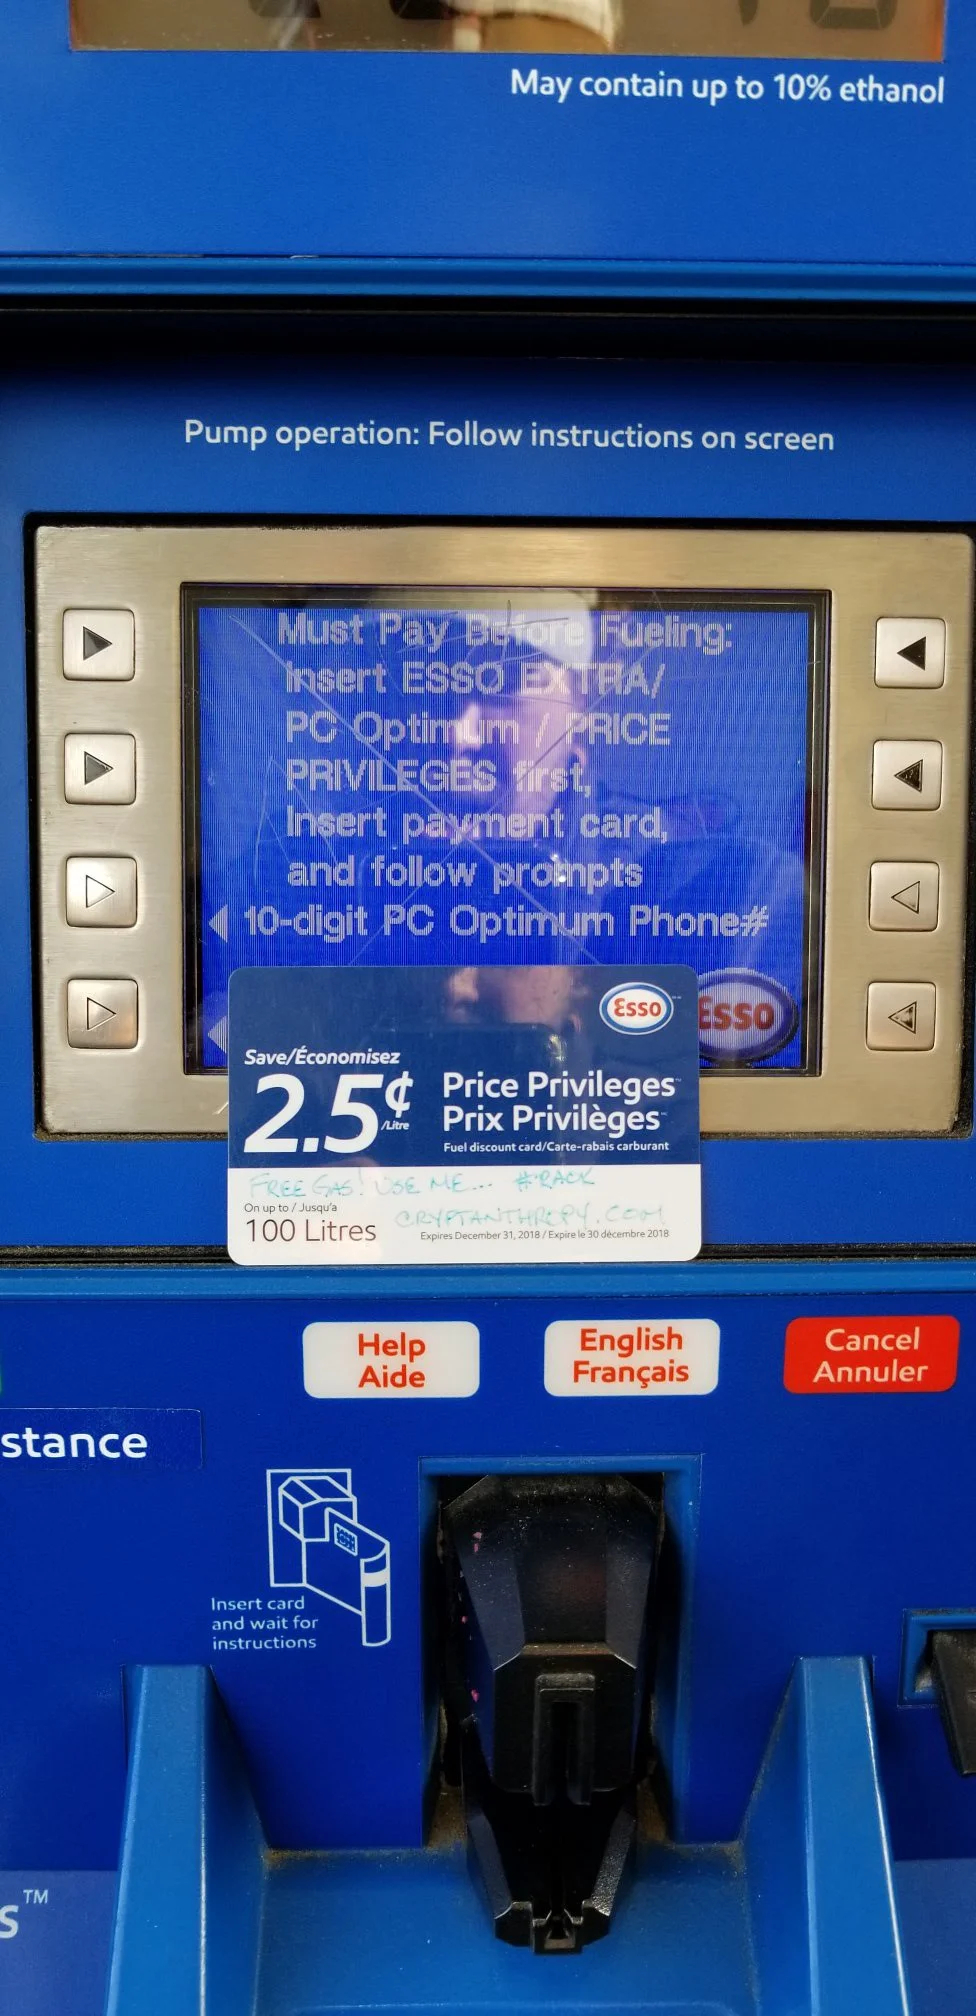 May contain up to 10% ethanol
Pump operation: Follow instructions on screen
Must Pay Before Fueling:
Insert ESSO EXTRA/
PC Optimum / PRICE
PRIVILEGES first,
Insert payment card,
and follow prompts
10-digit PC Optimum Phone#
Esso
Esso
Save/Économisez
2.5¢
/Litre
Price Privileges™
Prix Privilèges
Fuel discount card/Carte-rabais carburant
FREE GAS! USE ME... #RACK
On up to / Jusqu'a
CRYPTANTHROPY.COM
100 Litres
Expires December 31, 2018 / Expire le 30 décembre 2018
Help
Aide
English
Français
Cancel
Annuler
stance
Insert card
and wait for
instructions
s™